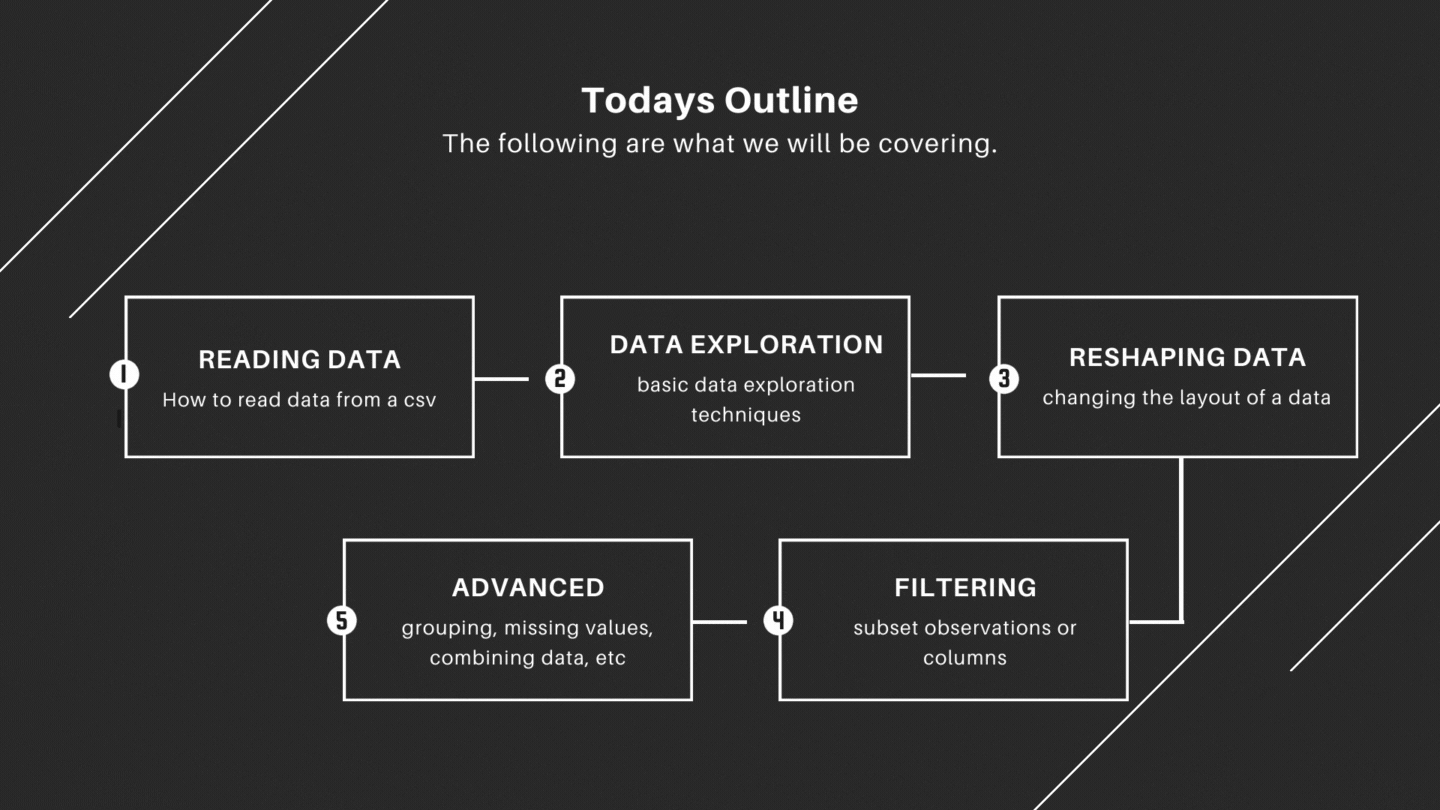 Todays Outline
The following are what we will be covering.
1
READING DATA
How to read data from a csv
2
DATA EXPLORATION
basic data exploration
techniques
3
RESHAPING DATA
changing the layout of a data
4
FILTERING
subset observations or
columns
5
ADVANCED
grouping, missing values,
combining data, etc